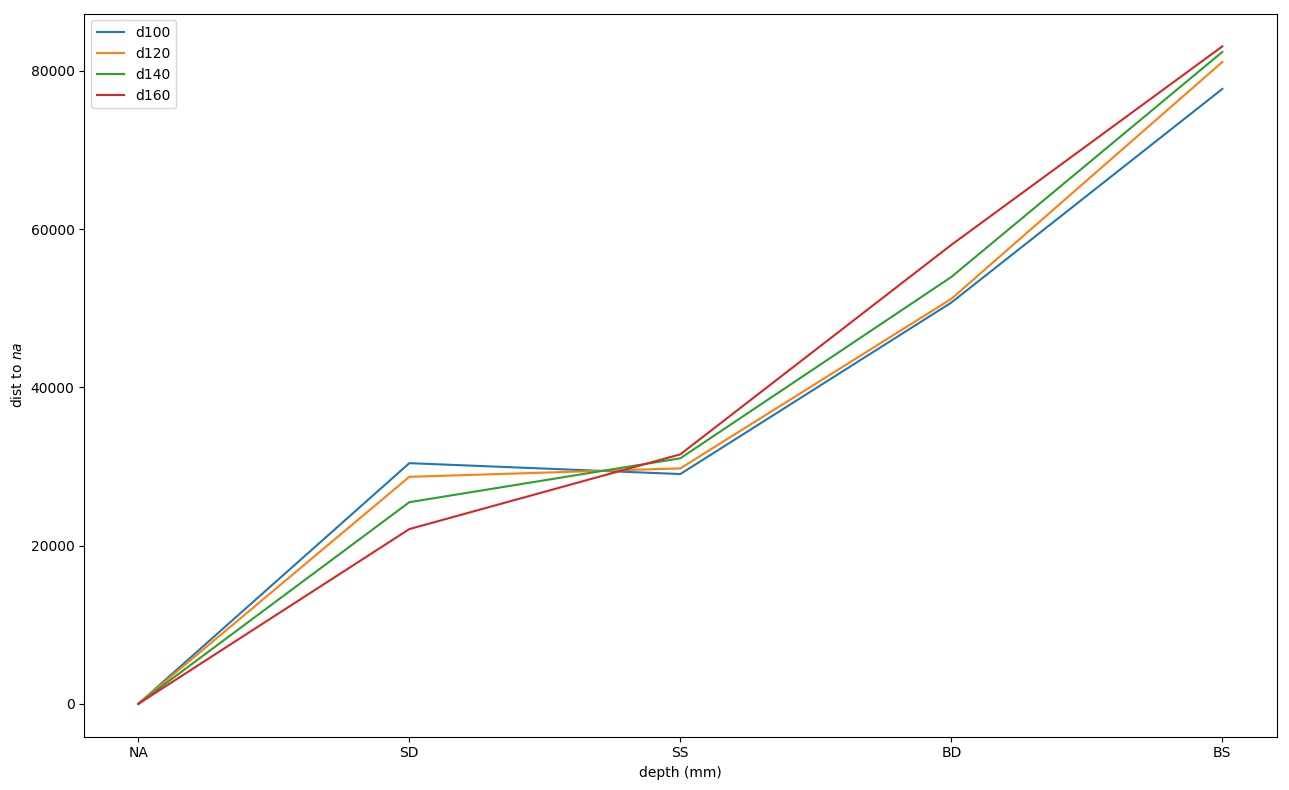 d100
d120
d140
d160
80000
60000
40000
20000
0
dist to na
NA SD SS BD BS
depth (mm)